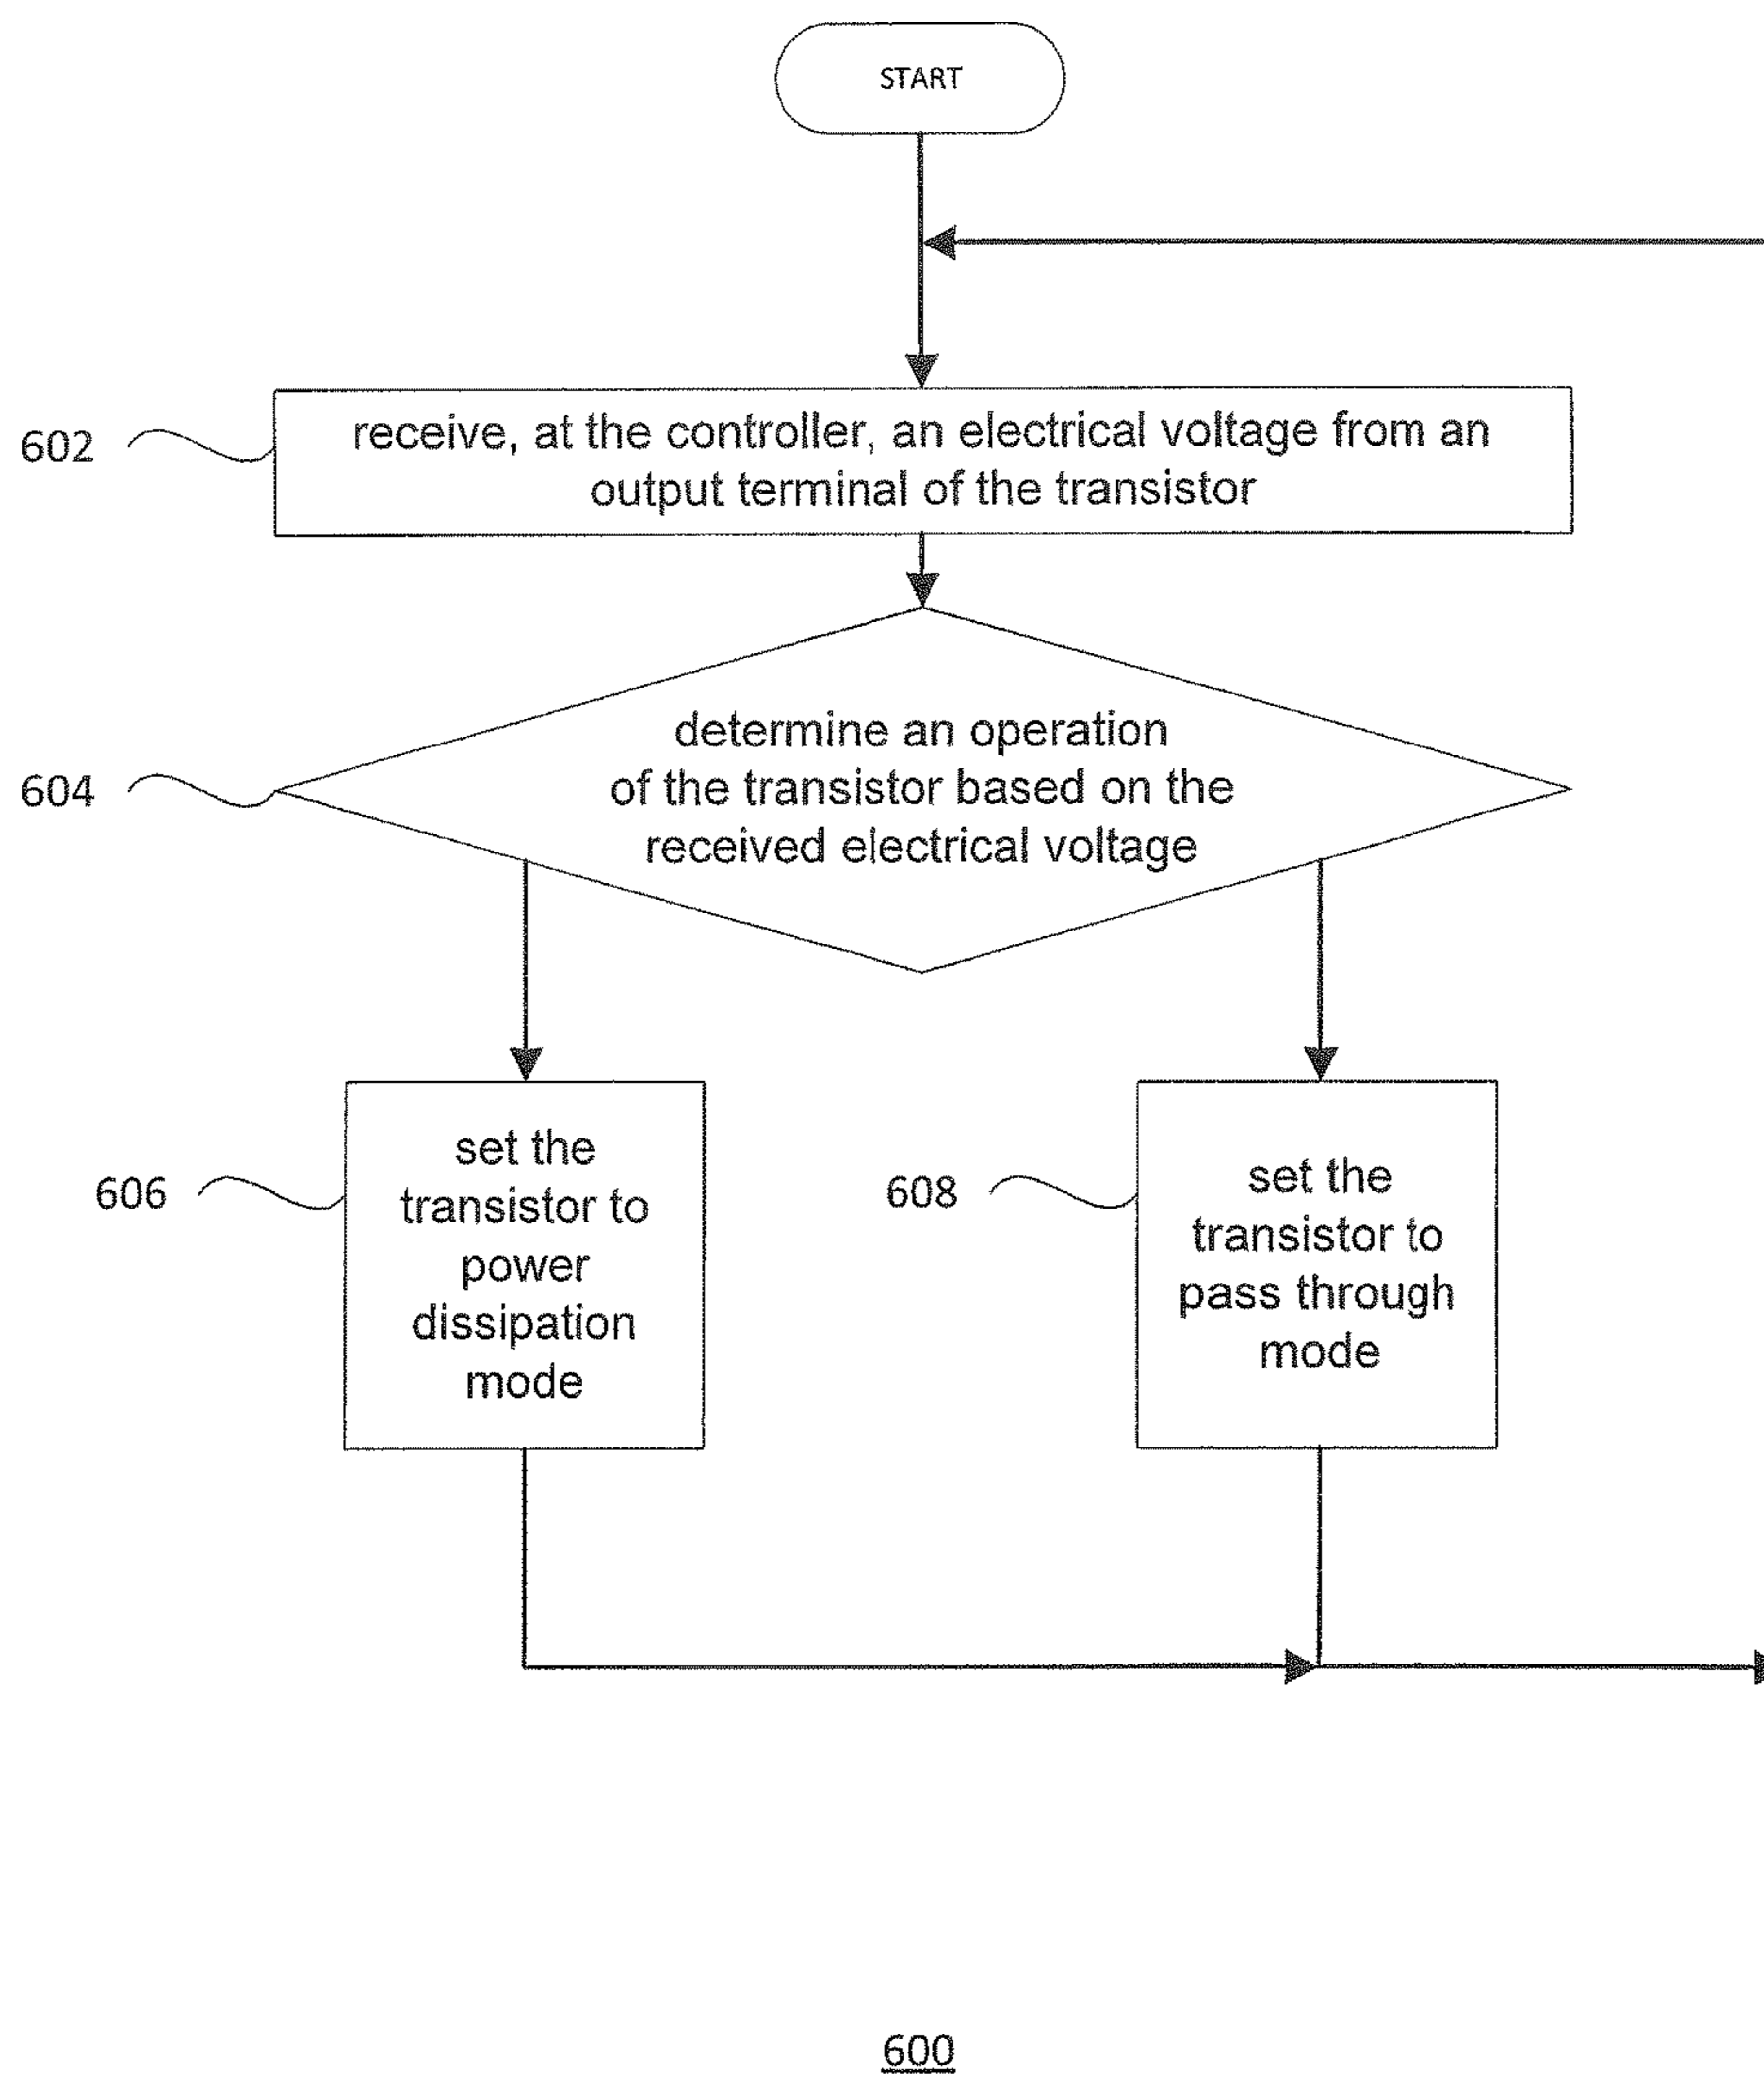 START
602
receive, at the controller, an electrical voltage from an
output terminal of the transistor
604
determine an operation
of the transistor based on the
received electrical voltage
606
set the
transistor to
power
dissipation
mode
608
set the
transistor to
pass through
mode
600